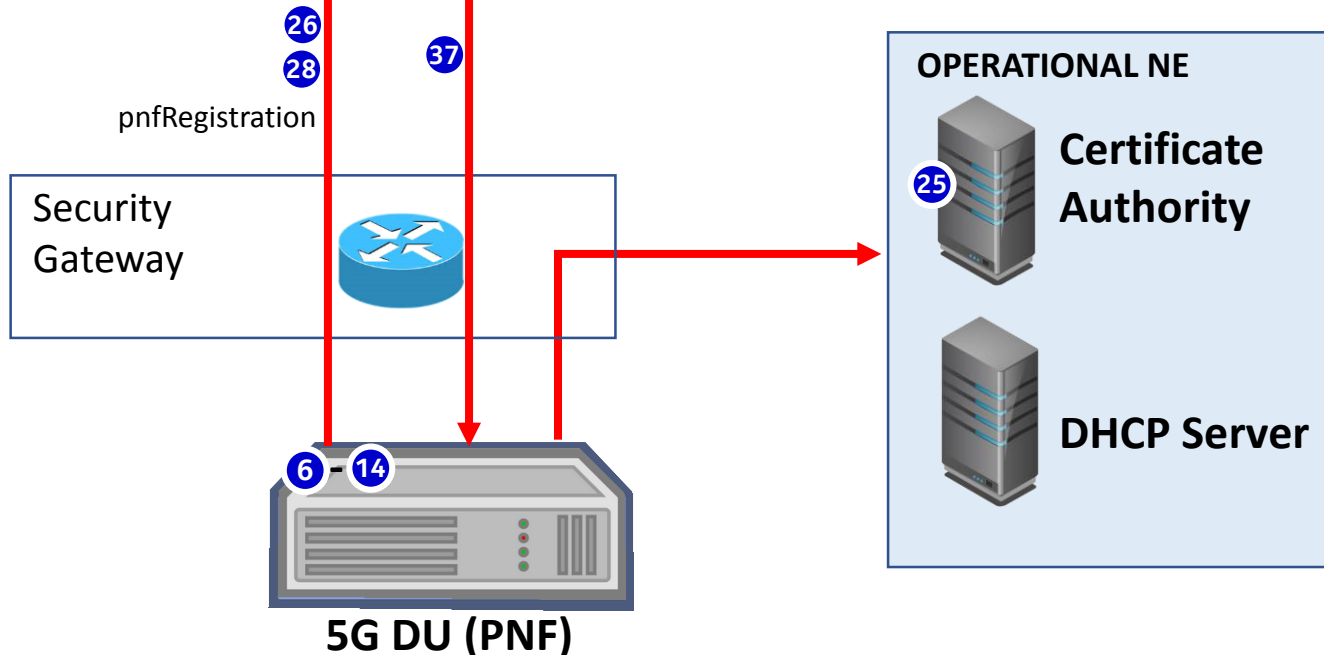 26
28
37
pnfRegistration
OPERATIONAL NE
Certificate
Authority
25
Security
Gateway
6 - 14
DHCP Server
5G DU (PNF)